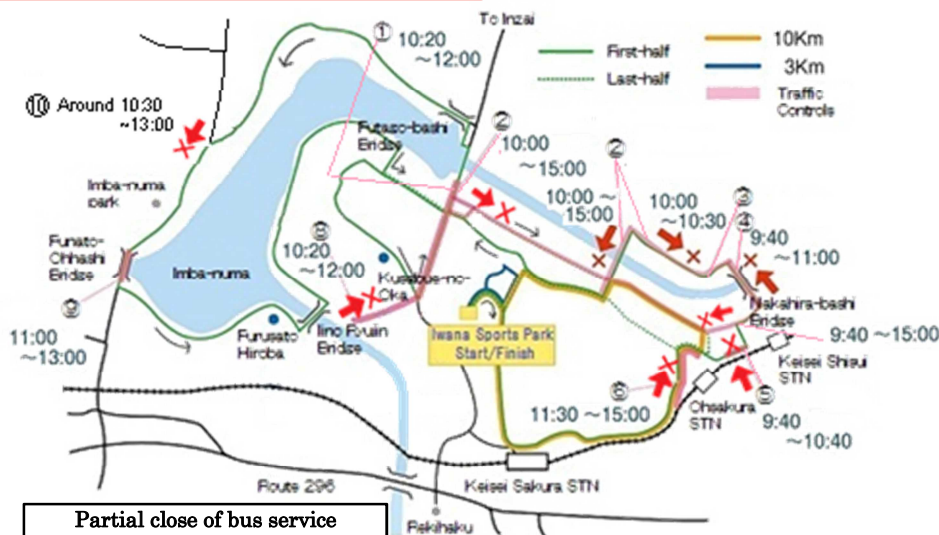 To Inzai
① 10:20
~12:00
First-half
Last-half
10Km
3Km
Traffic
Controls
⑩ Around 10:30
~13:00
Futago-bashi
Bridge
② 10:00
~15:00
②
10:00 ~
15:00
10:00
~10:30
③
④ 9:40
~11:00
Imba-numa
park
Funato-
Ohhashi
Bridge
⑨
11:00
~13:00
Imba-numa
⑧
10:20
~12:00
Kusabue-no-
Oka
Furusato
Hiroba
Iino Ryujin
Bridge
Iwana Sports Park
Start/Finish
Nakahira-bashi
Bridge
9:40 ~15:00
Keisei Shisui
STN
Ohsakura
STN
⑤
9:40
~10:40
⑥
11:30 ~15:00
Keisei Sakura STN
Route 296
Rekihaku
Partial close of bus service